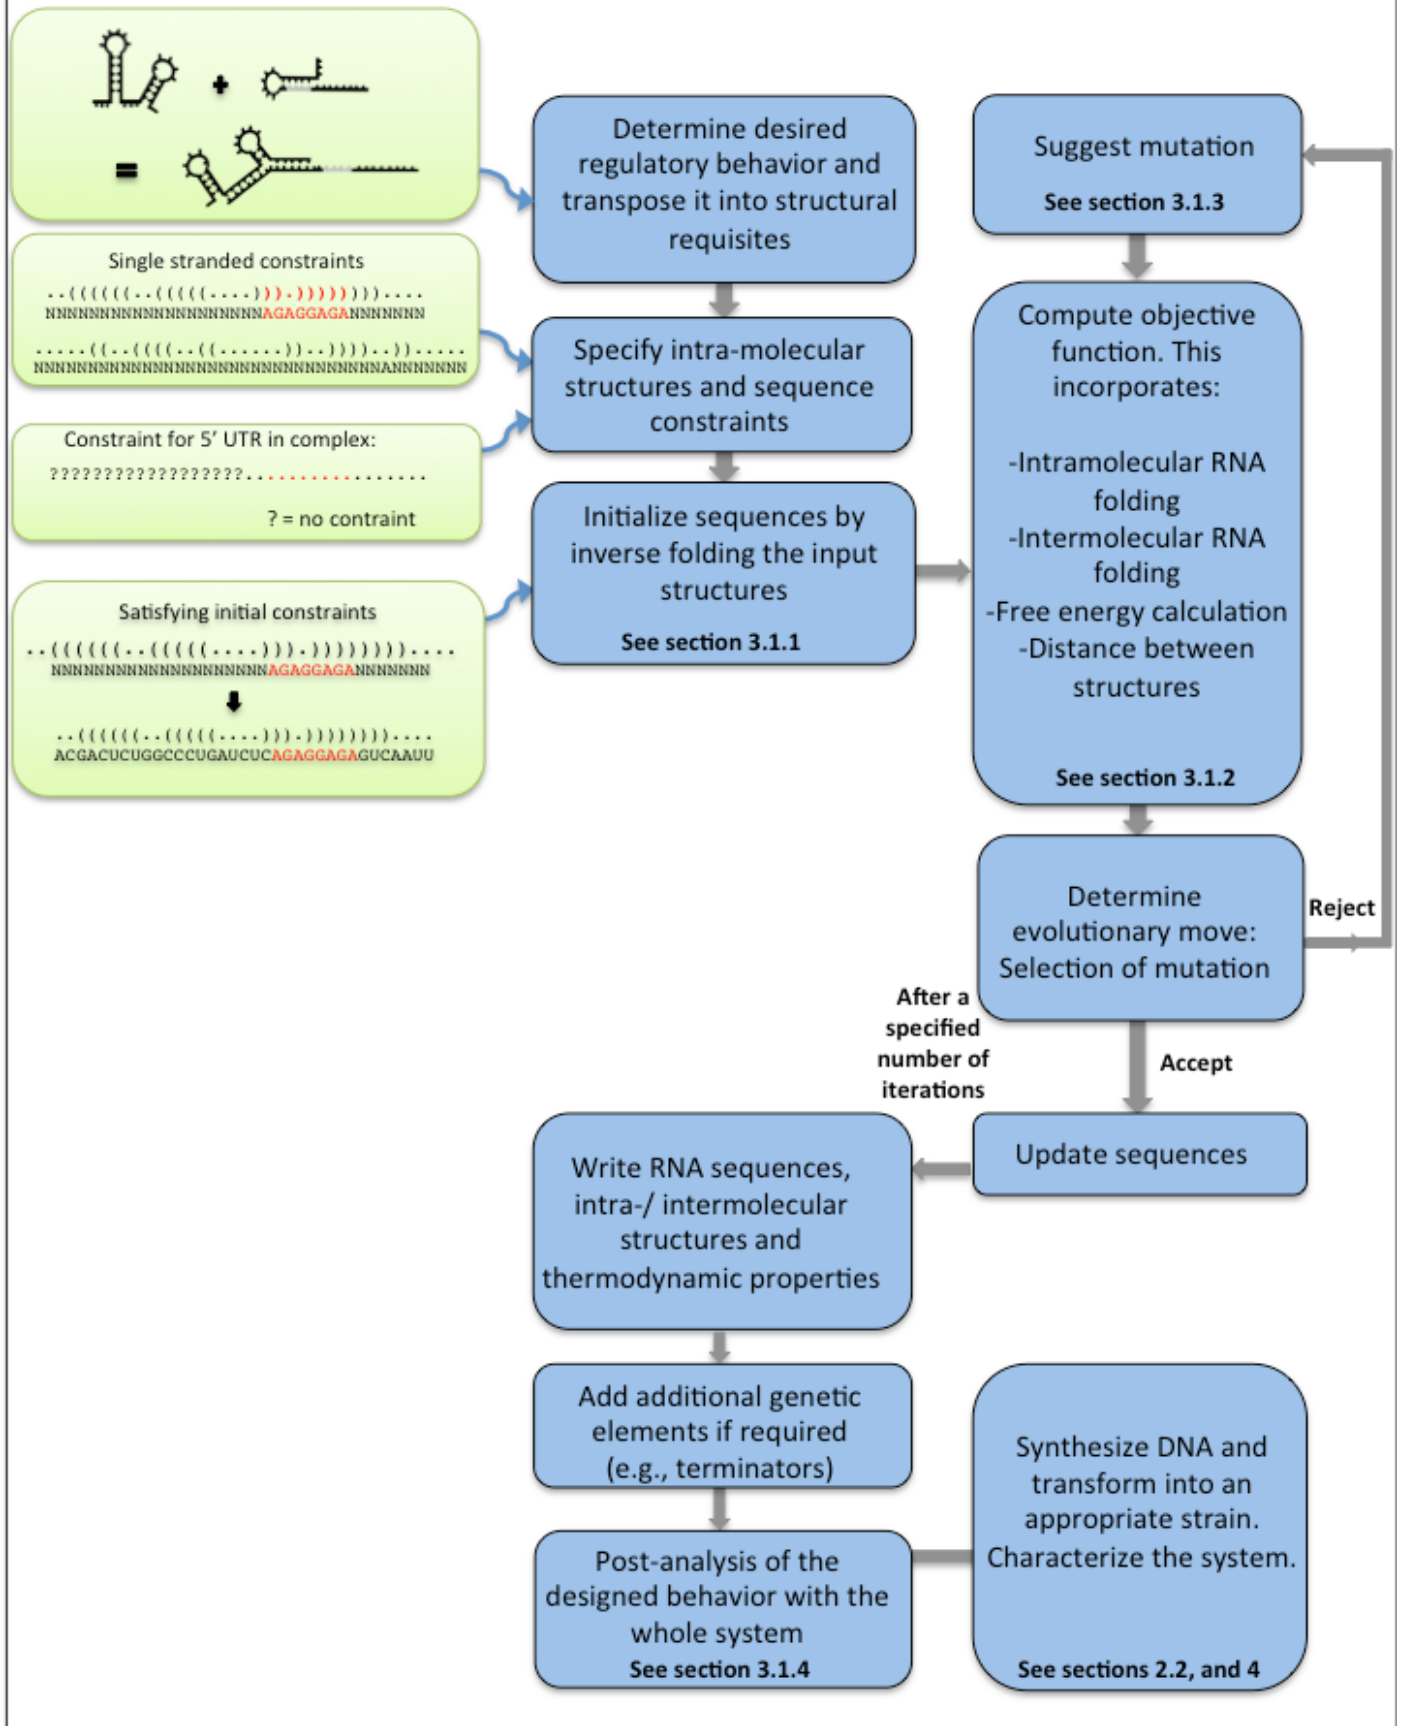 Single stranded constraints
..((((((..(((((....))).))))))))....
NNNNNNNNNNNNNNNNNNNNAGAGGAGANNNNNNN
.....((..((((..((......))..))))..)).....
NNNNNNNNNNNNNNNNNNNNNNNNNNNNNNNNANNNNNNN
Constraint for 5' UTR in complex:
??????????????????.................
? = no contraint
Satisfying initial constraints
..((((((..(((((....))).))))))))....
NNNNNNNNNNNNNNNNNNNNAGAGGAGANNNNNNN
..((((((..(((((....))).))))))))....
ACGACUCUGGCCCUGAUCUCAGAGGAGAGUCAAUU
Determine desired
regulatory behavior and
transpose it into structural
requisites
Specify intra-molecular
structures and sequence
constraints
Initialize sequences by
inverse folding the input
structures
See section 3.1.1
Suggest mutation
See section 3.1.3
Compute objective
function. This
incorporates:
-Intramolecular RNA
folding
-Intermolecular RNA
folding
-Free energy calculation
-Distance between
structures
See section 3.1.2
Determine
evolutionary move:
Selection of mutation
Reject
Accept
After a
specified
number of
iterations
Update sequences
Write RNA sequences,
intra-/ intermolecular
structures and
thermodynamic properties
Add additional genetic
elements if required
(e.g., terminators)
Post-analysis of the
designed behavior with the
whole system
See section 3.1.4
Synthesize DNA and
transform into an
appropriate strain.
Characterize the system.
See sections 2.2, and 4